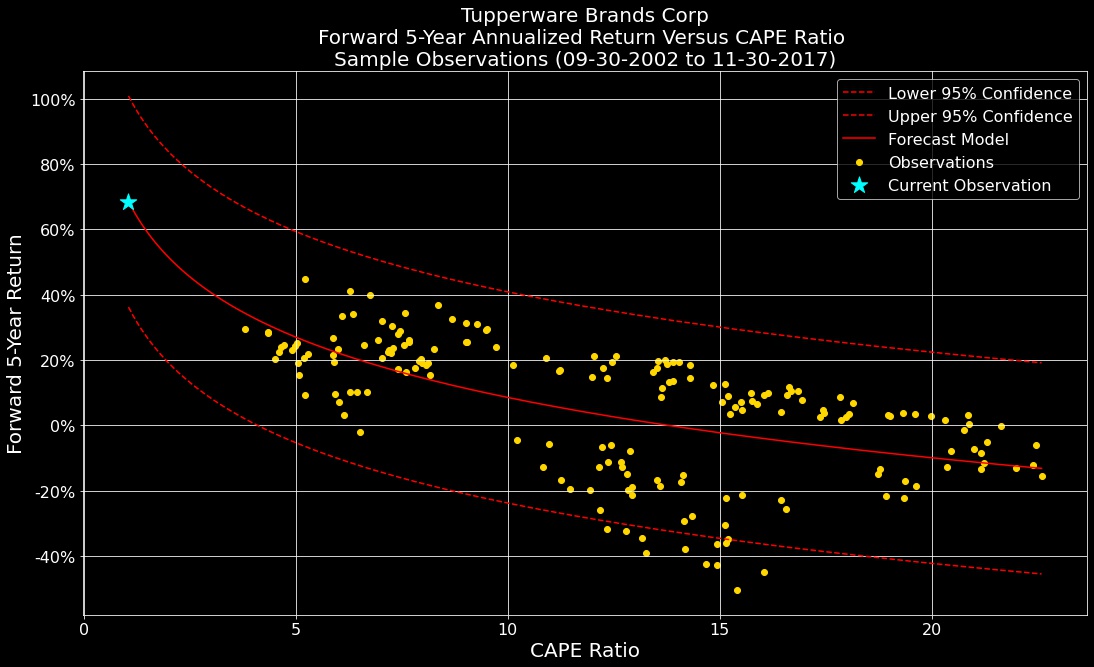 Tupperware Brands Corp
Forward 5-Year Annualized Return Versus CAPE Ratio
Sample Observations (09-30-2002 to 11-30-2017)
Lower 95% Confidence
Upper 95% Confidence
Forecast Model
Observations
Current Observation
Forward 5-Year Return
100%
80%
60%
40%
20%
0%
-20%
-40%
0 5 10 15 20
CAPE Ratio